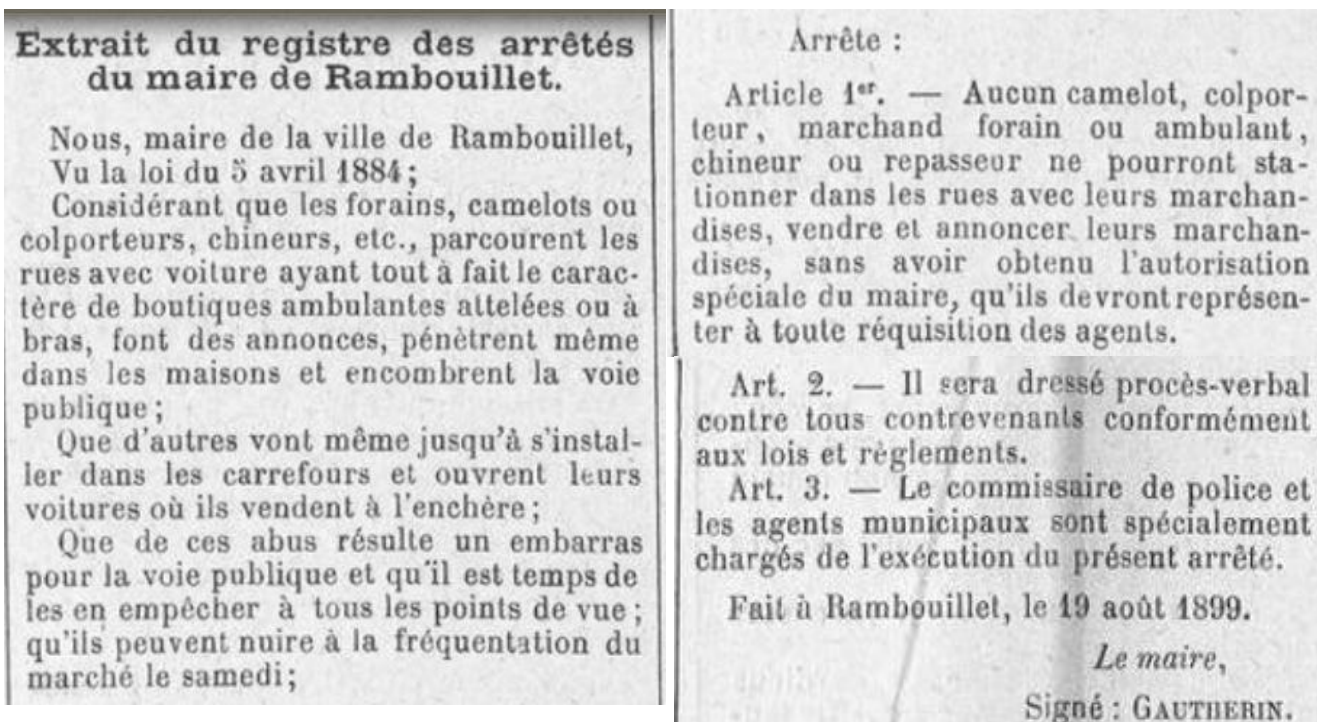 Extrait du registre des arrêtés
du maire de Rambouillet.
Nous, maire de la ville de Rambouillet,
Vu la loi du 5 avril 1884;
Considérant que les forains, camelots ou
colporteurs, chineurs, etc., parcourent les
rues avec voiture ayant tout à fait le carac-
tère de boutiques ambulantes attelées ou à
bras, font des annonces, pénètrent même
dans les maisons et encombrent la voie
publique;
Que d'autres vont même jusqu'à s'instal-
ler dans les carrefours et ouvrent leurs
voitures où ils vendent à l'enchère;
Que de ces abus résulte un embarras
pour la voie publique et qu'il est temps de
les en empêcher à tous les points de vue;
qu'ils peuvent nuire à la fréquentation du
marché le samedi;
Arrête :
Article 1er. — Aucun camelot, colpor-
teur, marchand forain ou ambulant,
chineur ou repasseur ne pourront sta-
tionner dans les rues avec leurs marchan-
dises, vendre et annoncer leurs marchan-
dises, sans avoir obtenu l'autorisation
spéciale du maire, qu'ils devront représen-
ter à toute réquisition des agents.
Art. 2. — Il sera dressé procès-verbal
contre tous contrevenants conformément
aux lois et règlements.
Art. 3. — Le commissaire de police et
les agents municipaux sont spécialement
chargés de l'exécution du présent arrêté.
Fait à Rambouillet, le 19 août 1899.
Le maire,
Signé : GAUTHERIN.